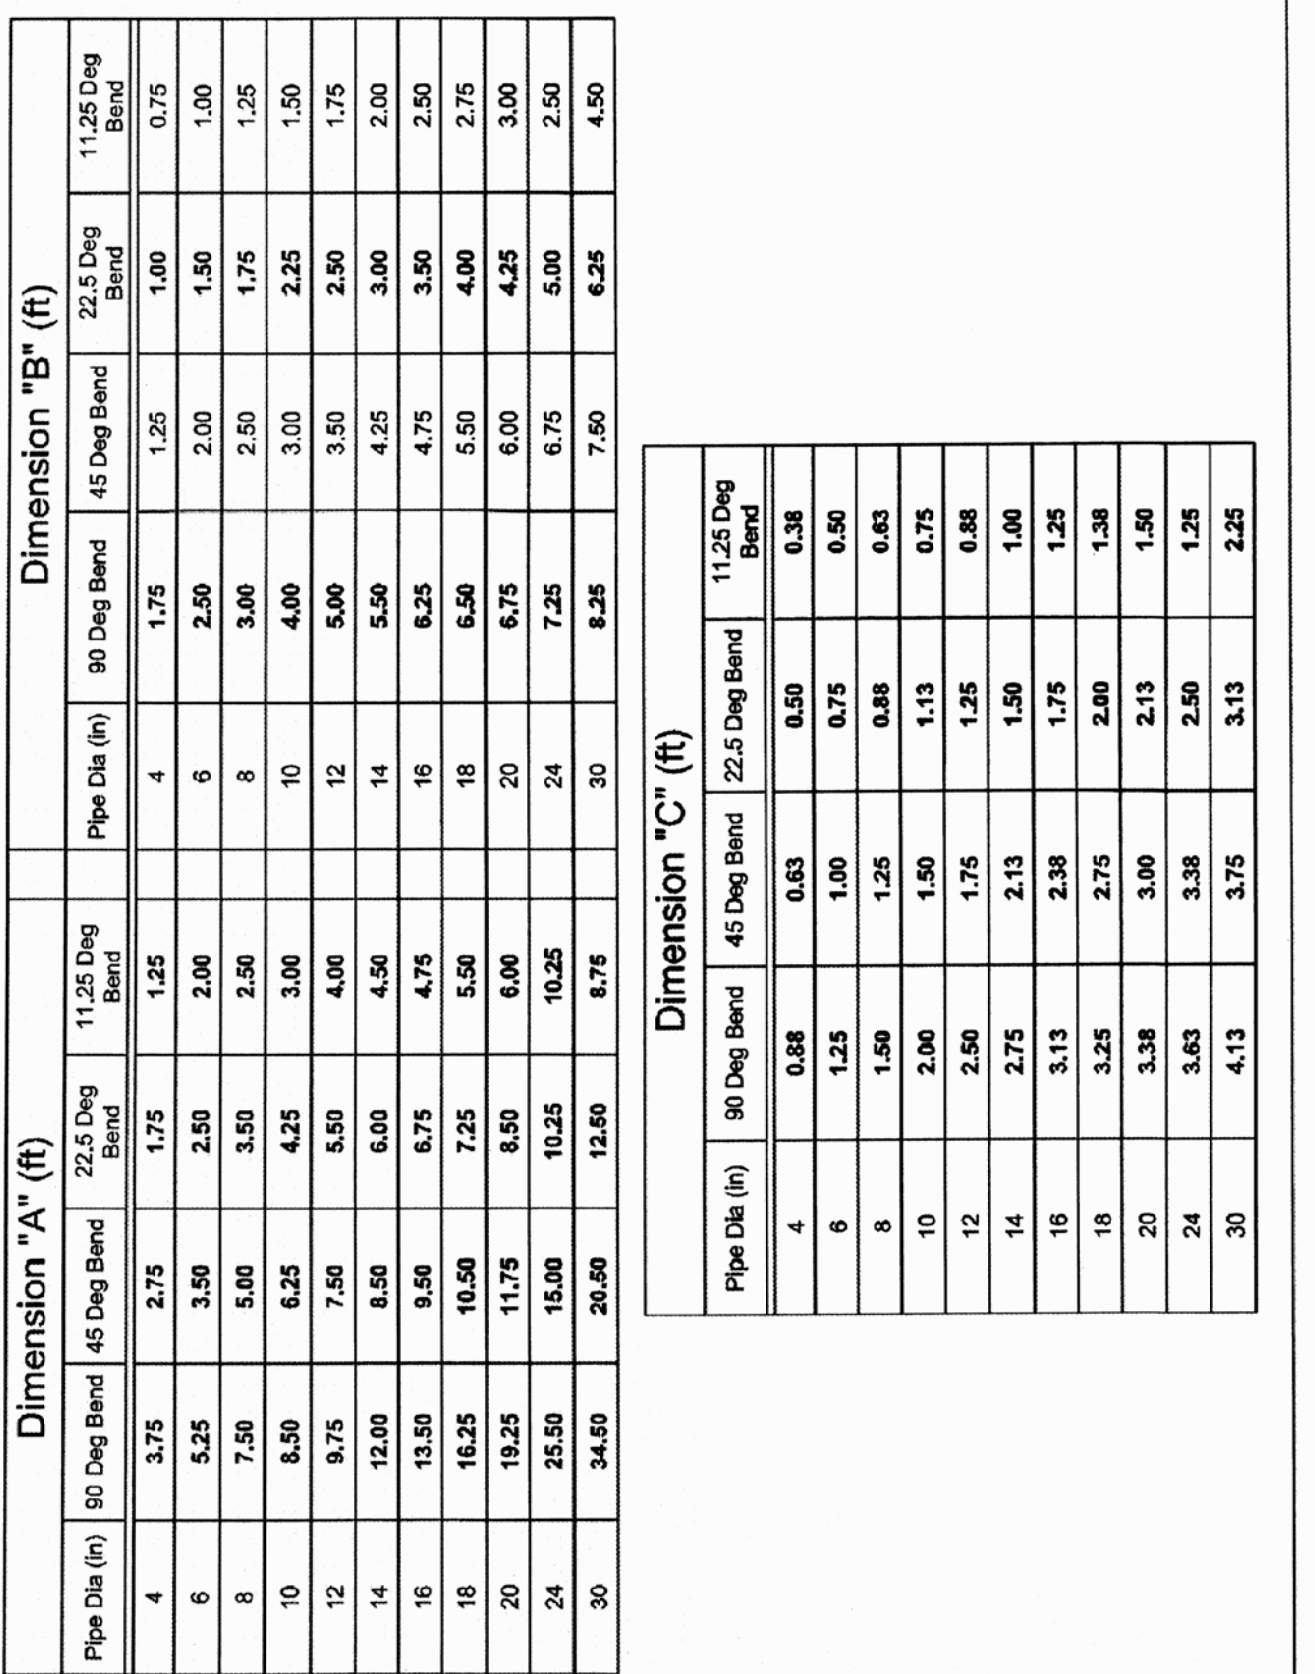 Dimension "A" (ft) Dimension "B" (ft)
Pipe Dia (in) 90 Deg Bend 45 Deg Bend 22.5 Deg Bend 11.25 Deg Bend Pipe Dia (in) 90 Deg Bend 45 Deg Bend 22.5 Deg Bend 11.25 Deg Bend
4 3.75 2.75 1.75 1.25 4 1.75 1.25 1.00 0.75
6 5.25 3.50 2.50 2.00 6 2.50 2.00 1.50 1.00
8 7.50 5.00 3.50 2.50 8 3.00 2.50 1.75 1.25
10 8.50 6.25 4.25 3.00 10 4.00 3.00 2.25 1.50
12 9.75 7.50 5.50 4.00 12 5.00 3.50 2.50 1.75
14 12.00 8.50 6.00 4.50 14 5.50 4.25 3.00 2.00
16 13.50 9.50 6.75 4.75 16 6.25 4.75 3.50 2.50
18 16.25 10.50 7.25 5.50 18 6.50 5.50 4.00 2.75
20 19.25 11.75 8.50 6.00 20 6.75 6.00 4.25 3.00
24 25.50 15.00 10.25 10.25 24 7.25 6.75 5.00 2.50
30 34.50 20.50 12.50 8.75 30 8.25 7.50 6.25 4.50
Dimension "C" (ft)
Pipe Dia (in) 90 Deg Bend 45 Deg Bend 22.5 Deg Bend 11.25 Deg Bend
4 0.88 0.63 0.50 0.38
6 1.25 1.00 0.75 0.50
8 1.50 1.25 0.88 0.63
10 2.00 1.50 1.13 0.75
12 2.50 1.75 1.25 0.88
14 2.75 2.13 1.50 1.00
16 3.13 2.38 1.75 1.25
18 3.25 2.75 2.00 1.38
20 3.38 3.00 2.13 1.50
24 3.63 3.38 2.50 1.25
30 4.13 3.75 3.13 2.25